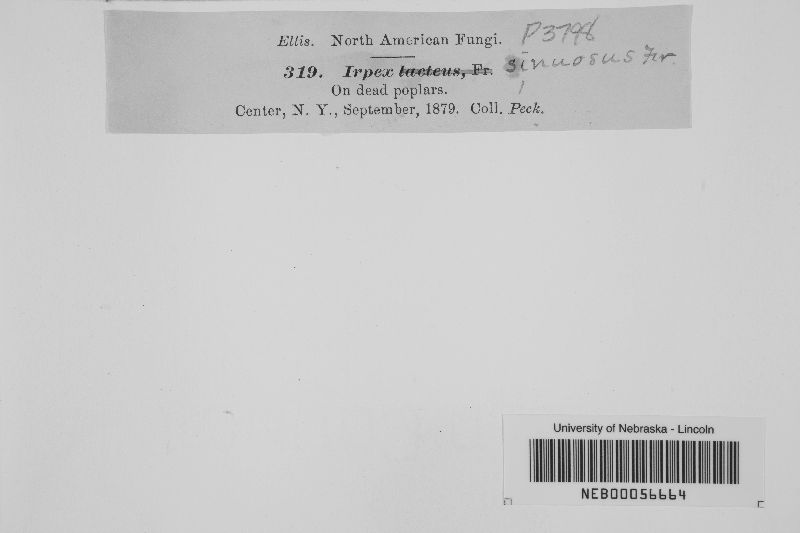 Ellis. North American Fungi. P3798
319. Irpex lacteus, Fr. sinuosus Fr.
On dead poplars.
Center, N. Y., September, 1879. Coll. Peck.
University of Nebraska - Lincoln
NEB00056664